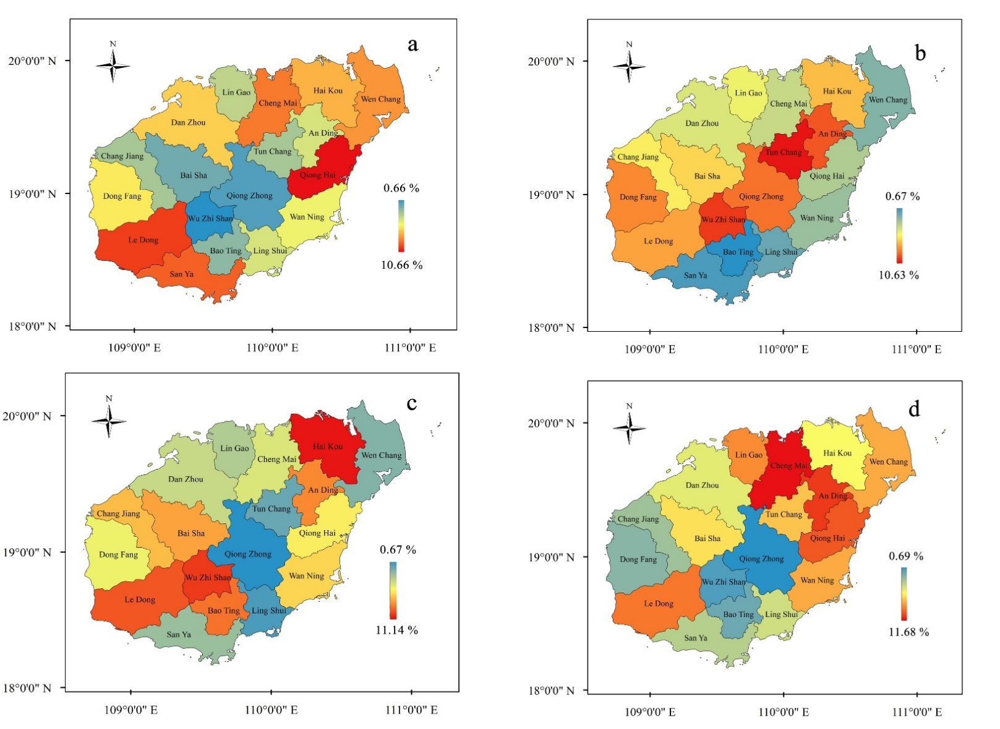 N
a
20°0'0" N
19°0'0" N
18°0'0" N
Lin Gao
Cheng Mai
Hai Kou
Wen Chang
Dan Zhou
An Ding
Tun Chang
Chang Jiang
Bai Sha
Qiong Hai
Dong Fang
Qiong Zhong
Wu Zhi Shan
Wan Ning
Le Dong
Bao Ting
Ling Shui
San Ya
0.66 %
10.66 %
109°0'0" E
110°0'0" E
111°0'0" E
N
b
20°0'0" N
19°0'0" N
18°0'0" N
Lin Gao
Cheng Mai
Hai Kou
Wen Chang
Dan Zhou
An Ding
Tun Chang
Chang Jiang
Bai Sha
Qiong Hai
Dong Fang
Qiong Zhong
Wu Zhi Shan
Wan Ning
Le Dong
Bao Ting
Ling Shui
San Ya
0.67 %
10.63 %
109°0'0" E
110°0'0" E
111°0'0" E
N
c
20°0'0" N
19°0'0" N
18°0'0" N
Lin Gao
Cheng Mai
Hai Kou
Wen Chang
Dan Zhou
An Ding
Tun Chang
Chang Jiang
Bai Sha
Qiong Hai
Dong Fang
Qiong Zhong
Wu Zhi Shan
Wan Ning
Le Dong
Bao Ting
Ling Shui
San Ya
0.67 %
11.14 %
109°0'0" E
110°0'0" E
111°0'0" E
N
d
20°0'0" N
19°0'0" N
18°0'0" N
Lin Gao
Cheng Mai
Hai Kou
Wen Chang
Dan Zhou
An Ding
Tun Chang
Chang Jiang
Bai Sha
Qiong Hai
Dong Fang
Qiong Zhong
Wu Zhi Shan
Wan Ning
Le Dong
Bao Ting
Ling Shui
San Ya
0.69 %
11.68 %
109°0'0" E
110°0'0" E
111°0'0" E